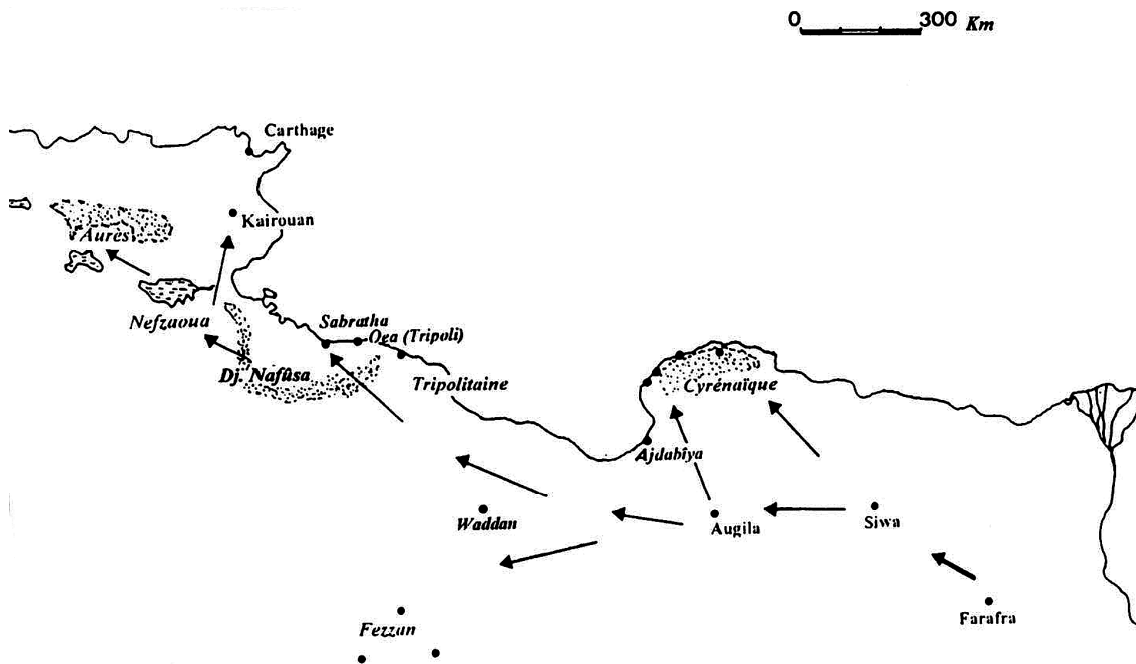 0 300 Km
Carthage
Kairouan
Aurès
Nefzaoua
Sabratha
Oea (Tripoli)
Dj. Nafûsa
Tripolitaine
Cyrénaïque
Ajdabîya
Waddan
Augila
Siwa
Farafra
Fezzan